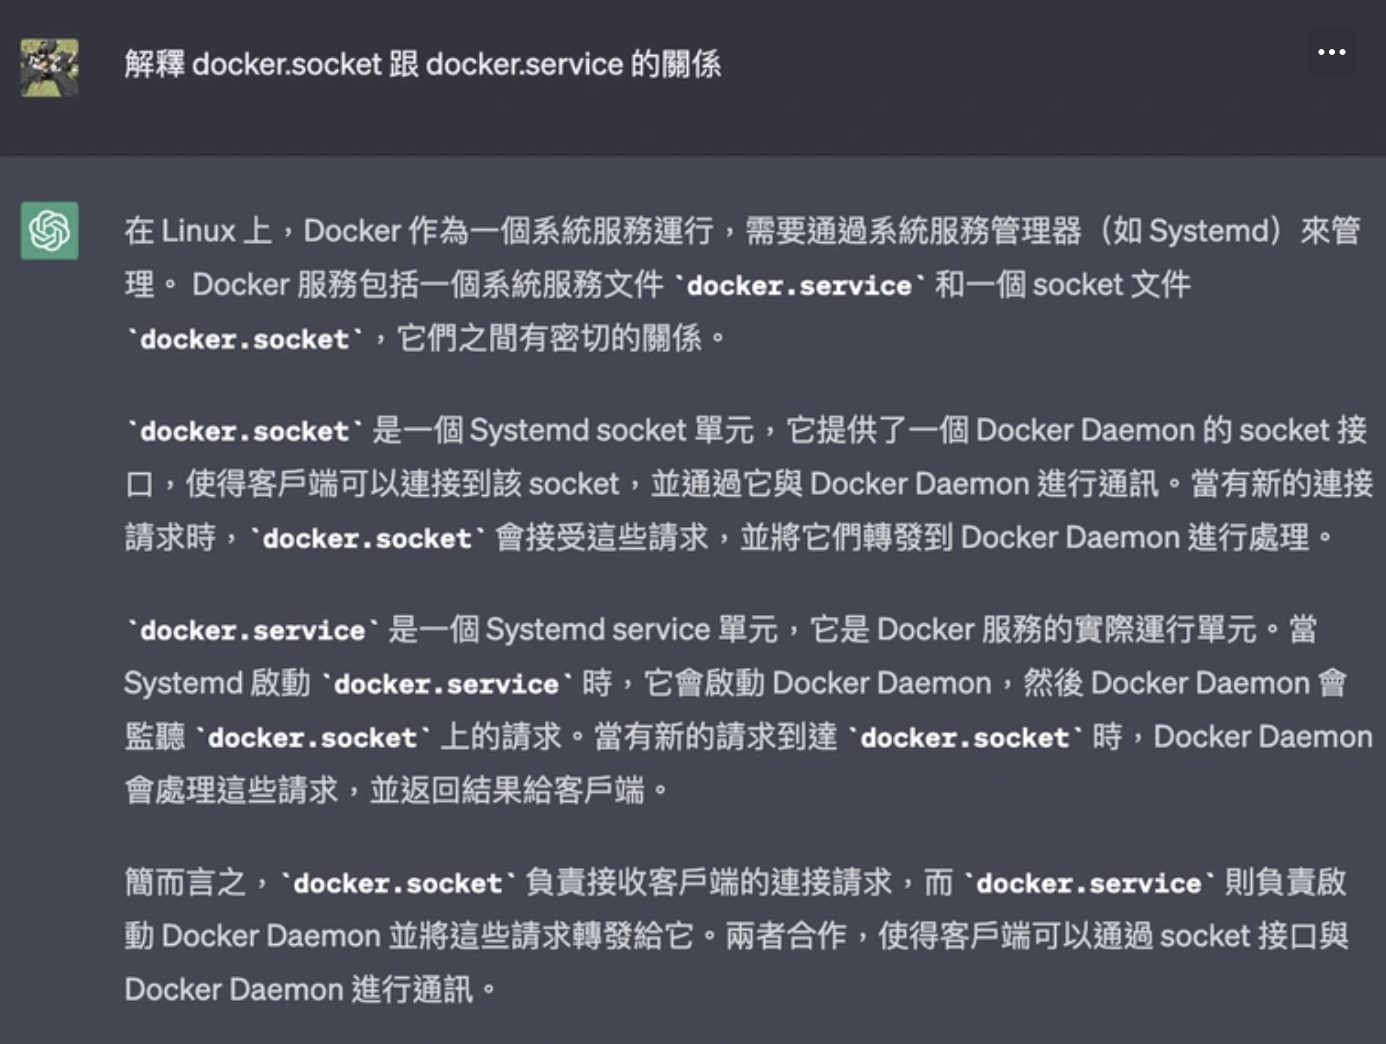 解釋 docker.socket 跟 docker.service 的關係
在 Linux 上，Docker 作為一個系統服務運行，需要通過系統服務管理器（如 Systemd）來管
理。 Docker 服務包括一個系統服務文件 `docker.service` 和一個 socket 文件
`docker.socket`，它們之間有密切的關係。
`docker.socket` 是一個 Systemd socket 單元，它提供了一個 Docker Daemon 的 socket 接
口，使得客戶端可以連接到該 socket，並通過它與 Docker Daemon 進行通訊。當有新的連接
請求時，`docker.socket` 會接受這些請求，並將它們轉發到 Docker Daemon 進行處理。
`docker.service` 是一個 Systemd service 單元，它是 Docker 服務的實際運行單元。當
Systemd 啟動 `docker.service` 時，它會啟動 Docker Daemon，然後 Docker Daemon 會
監聽 `docker.socket` 上的請求。當有新的請求到達 `docker.socket` 時，Docker Daemon
會處理這些請求，並返回結果給客戶端。
簡而言之，`docker.socket` 負責接收客戶端的連接請求，而 `docker.service` 則負責啟
動 Docker Daemon 並將這些請求轉發給它。兩者合作，使得客戶端可以通過 socket 接口與
Docker Daemon 進行通訊。